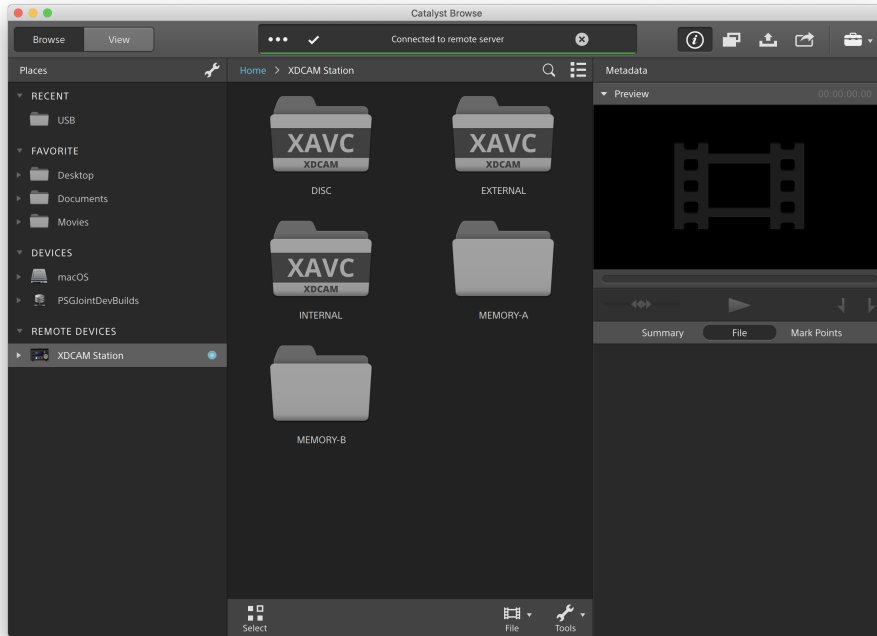 Catalyst Browse
Browse
View
Connected to remote server
Places
Home > XDCAM Station
Metadata
RECENT
USB
FAVORITE
Desktop
Documents
Movies
DEVICES
macOS
PSGJointDevBuilds
REMOTE DEVICES
XDCAM Station
XAVC
XDCAM
DISC
XAVC
XDCAM
EXTERNAL
XAVC
XDCAM
INTERNAL
MEMORY-A
MEMORY-B
Preview
00:00:00:00
Summary
File
Mark Points
Select
File
Tools